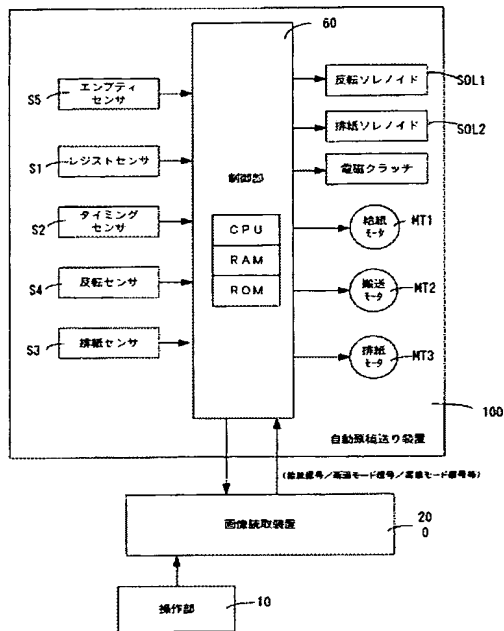 60
エンプティ
センサ
S5
レジストセンサ
S1
タイミング
センサ
S2
反転センサ
S4
排紙センサ
S3
制御部
CPU
RAM
ROM
反転ソレノイド
SOL1
排紙ソレノイド
SOL2
電磁クラッチ
給紙
モータ
MT1
搬送
モータ
MT2
排紙
モータ
MT3
100
自動原稿送り装置
画像読取装置
20
0
操作部
10